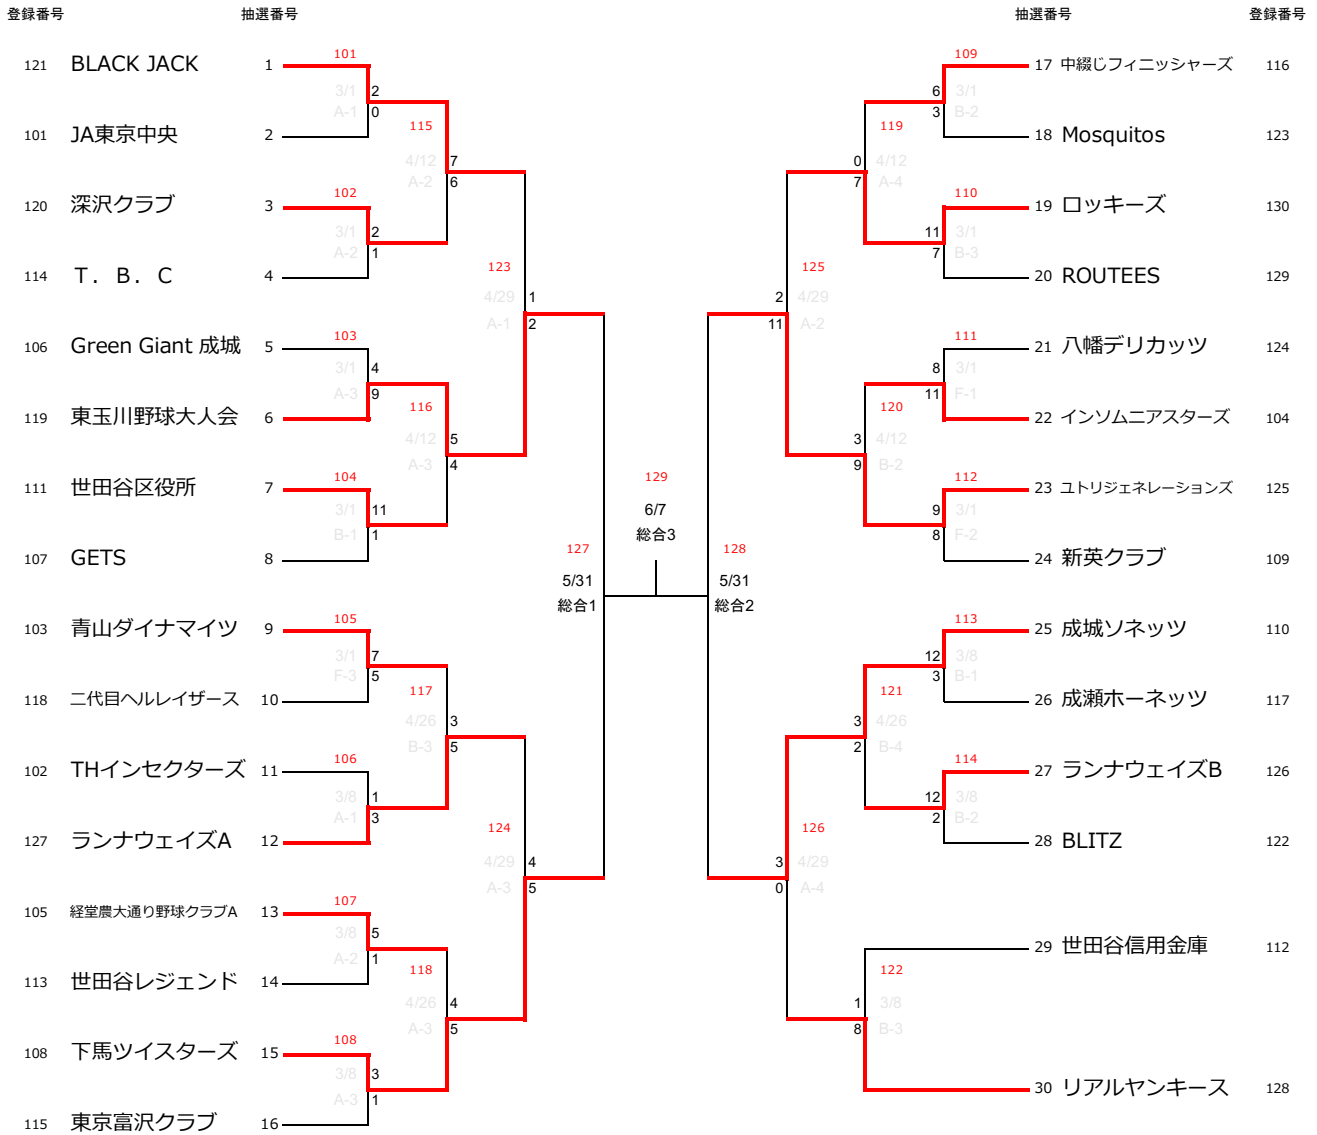 登録番号 抽選番号 抽選番号 登録番号
101 109
121 BLACK JACK 1 17 中綴じフィニッシャーズ 116
3/1 2 6 3/1
A-1 0 3 B-2
115 119
101 JA東京中央 2 18 Mosquitos 123
4/12 7 0 4/12
A-2 6 7 A-4
102 110
120 深沢クラブ 3 19 ロッキーズ 130
3/1 2 11 3/1
A-2 1 7 B-3
123 125
114 Ｔ．Ｂ．Ｃ 4 20 ROUTEES 129
4/29 1 2 4/29
A-1 2 11 A-2
103 111
106 Green Giant 成城 5 21 八幡デリカッツ 124
3/1 4 8 3/1
A-3 9 11 F-1
116 120
119 東玉川野球大人会 6 22 インソムニアスターズ 104
4/12 5 3 4/12
A-3 4 9 B-2
104 129 112
111 世田谷区役所 7 23 ユトリジェネレーションズ 125
3/1 11 6/7 9 3/1
B-1 1 総合3 8 F-2
127 128
107 GETS 8 24 新英クラブ 109
5/31 5/31
総合1 総合2
105 113
103 青山ダイナマイツ 9 25 成城ソネッツ 110
3/1 7 12 3/8
F-3 5 3 B-1
117 121
118 二代目ヘルレイザース 10 26 成瀬ホーネッツ 117
4/26 3 3 4/26
B-3 5 2 B-4
106 114
102 THインセクターズ 11 27 ランナウェイズB 126
3/8 1 12 3/8
A-1 3 2 B-2
124 126
127 ランナウェイズA 12 28 BLITZ 122
4/29 4 3 4/29
A-3 5 0 A-4
107
105 経堂農大通り野球クラブA 13
3/8 5
A-2 1
29 世田谷信用金庫 112
118 122
113 世田谷レジェンド 14
4/26 4 1 3/8
A-3 5 8 B-3
108
108 下馬ツイスターズ 15
3/8 3
A-3 1
30 リアルヤンキース 128
115 東京富沢クラブ 16